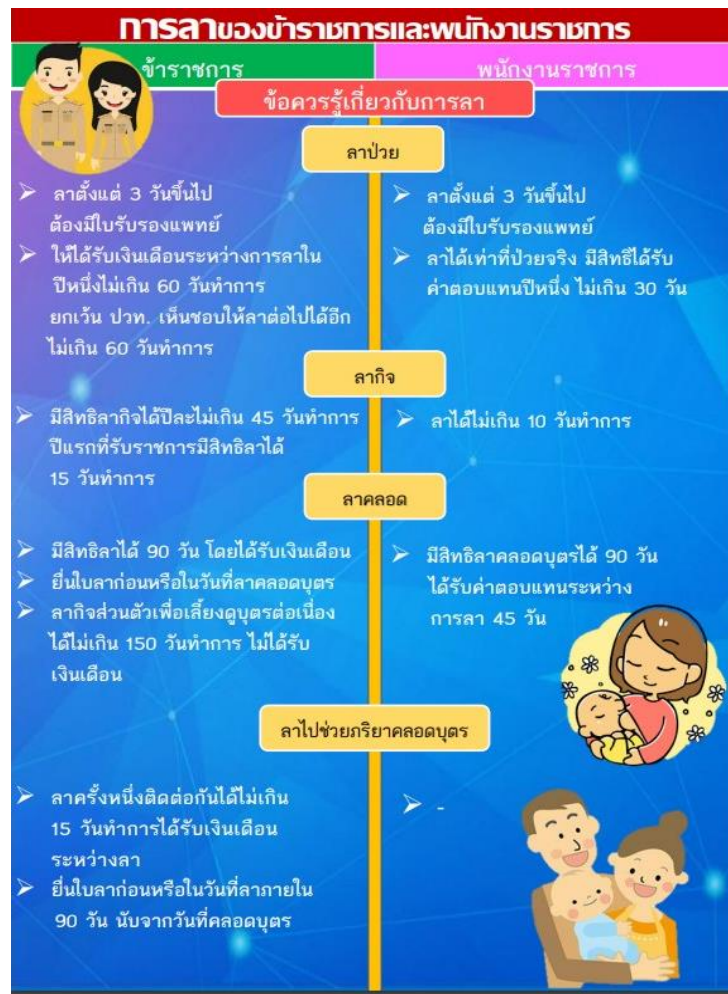 การลาของข้าราชการและพนักงานราชการ
ข้าราชการ
พนักงานราชการ
ข้อควรรู้เกี่ยวกับการลา
ลาป่วย
➢ ลาตั้งแต่ 3 วันขึ้นไป
ต้องมีใบรับรองแพทย์
➢ ให้ได้รับเงินเดือนระหว่างการลาใน
ปีหนึ่งไม่เกิน 60 วันทำการ
ยกเว้น ปวท. เห็นชอบให้ลาต่อไปได้อีก
ไม่เกิน 60 วันทำการ
➢ ลาตั้งแต่ 3 วันขึ้นไป
ต้องมีใบรับรองแพทย์
➢ ลาได้เท่าที่ป่วยจริง มีสิทธิได้รับ
ค่าตอบแทนปีหนึ่ง ไม่เกิน 30 วัน
ลากิจ
➢ มีสิทธิลากิจได้ปีละไม่เกิน 45 วันทำการ
ปีแรกที่รับราชการมีสิทธิลาได้
15 วันทำการ
➢ ลาได้ไม่เกิน 10 วันทำการ
ลาคลอด
➢ มีสิทธิลาได้ 90 วัน โดยได้รับเงินเดือน
➢ ยื่นใบลาก่อนหรือในวันที่ลาคลอดบุตร
➢ ลากิจส่วนตัวเพื่อเลี้ยงดูบุตรต่อเนื่อง
ได้ไม่เกิน 150 วันทำการ ไม่ได้รับ
เงินเดือน
➢ มีสิทธิลาคลอดบุตรได้ 90 วัน
ได้รับค่าตอบแทนระหว่าง
การลา 45 วัน
ลาไปช่วยภริยาคลอดบุตร
➢ ลาครั้งหนึ่งติดต่อกันได้ไม่เกิน
15 วันทำการได้รับเงินเดือน
ระหว่างลา
➢ ยื่นใบลาก่อนหรือในวันที่ลาภายใน
90 วัน นับจากวันที่คลอดบุตร
➢ -